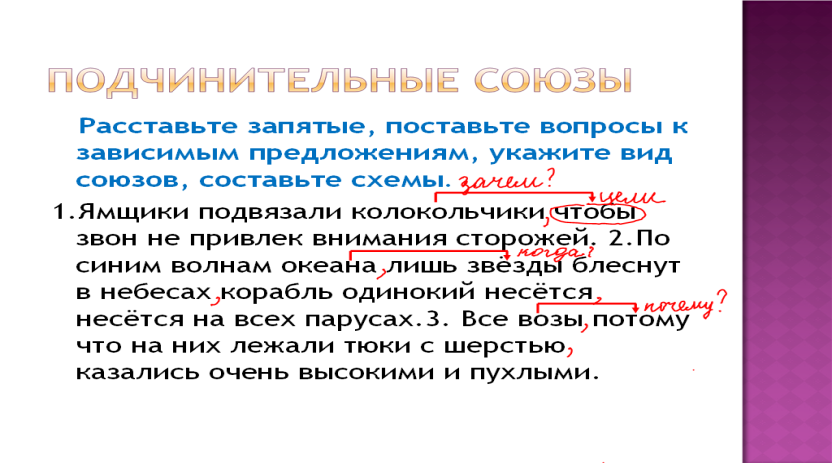 ПОДЧИНИТЕЛЬНЫЕ СОЮЗЫ
Расставьте запятые, поставьте вопросы к
зависимым предложениям, укажите вид
союзов, составьте схемы. зачем?
цели
1.Ямщики подвязали колокольчики,чтобы
звон не привлек внимания сторожей. 2.По
когда?
синим волнам океана,лишь звёзды блеснут
в небесах,корабль одинокий несётся,
почему?
несётся на всех парусах.3. Все возы,потому
что на них лежали тюки с шерстью,
казались очень высокими и пухлыми.